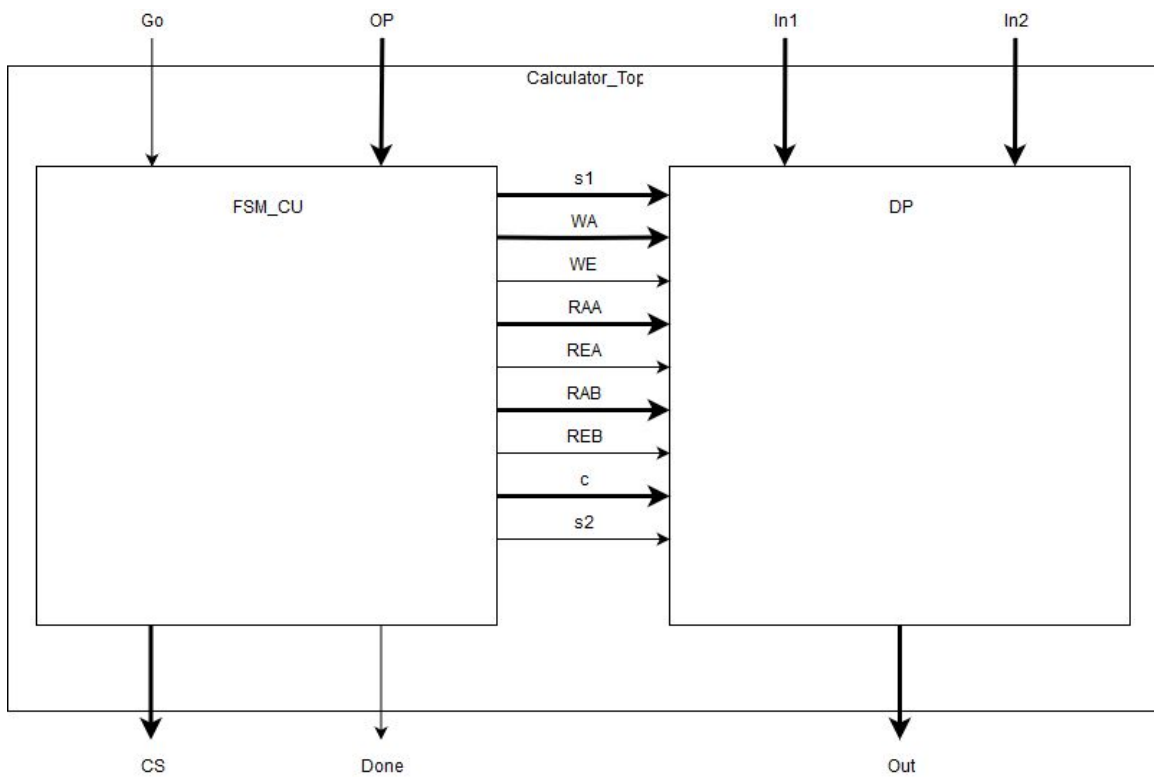 Go OP In1 In2
Calculator_Top
s1
FSM_CU DP
WA
WE
RAA
REA
RAB
REB
c
s2
CS Done Out